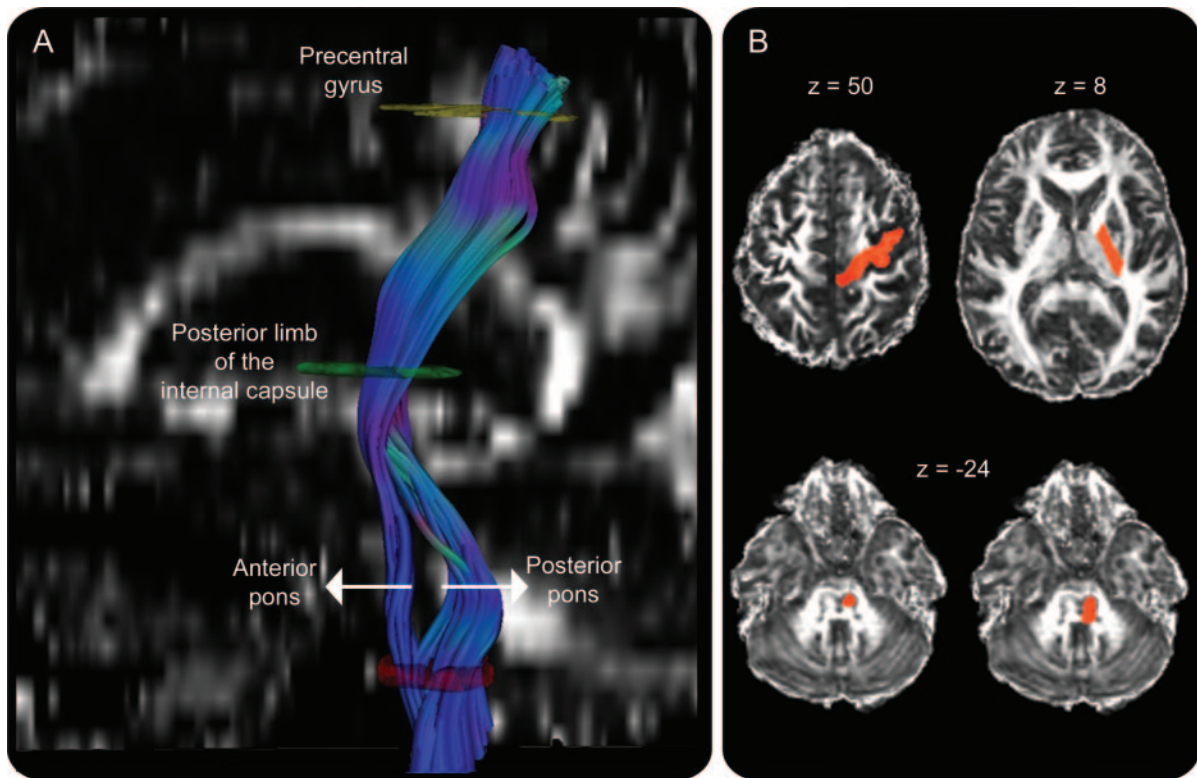 A
Precentral
gyrus
Posterior limb
of the
internal capsule
Anterior
pons
Posterior
pons
B
z = 50
z = 8
z = -24